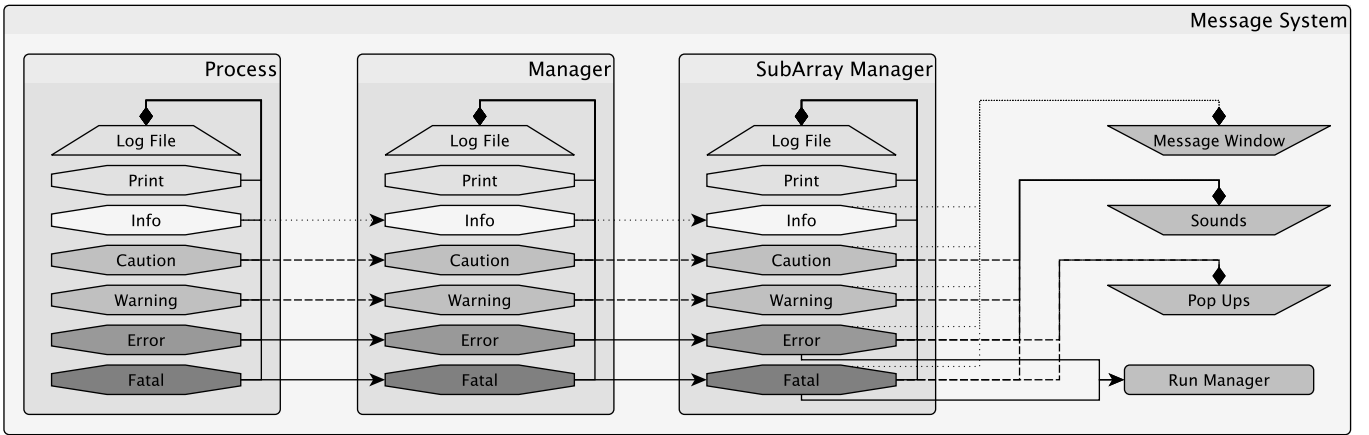 Message System
Process
Log File
Print
Info
Caution
Warning
Error
Fatal
Manager
Log File
Print
Info
Caution
Warning
Error
Fatal
SubArray Manager
Log File
Print
Info
Caution
Warning
Error
Fatal
Message Window
Sounds
Pop Ups
Run Manager